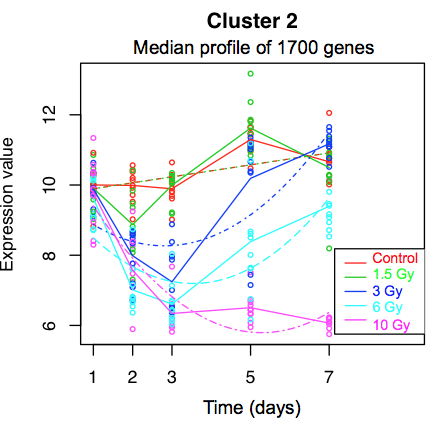 Cluster 2
Median profile of 1700 genes
Expression value
12
10
8
6
Control
1.5 Gy
3 Gy
6 Gy
10 Gy
1 2 3 5 7
Time (days)